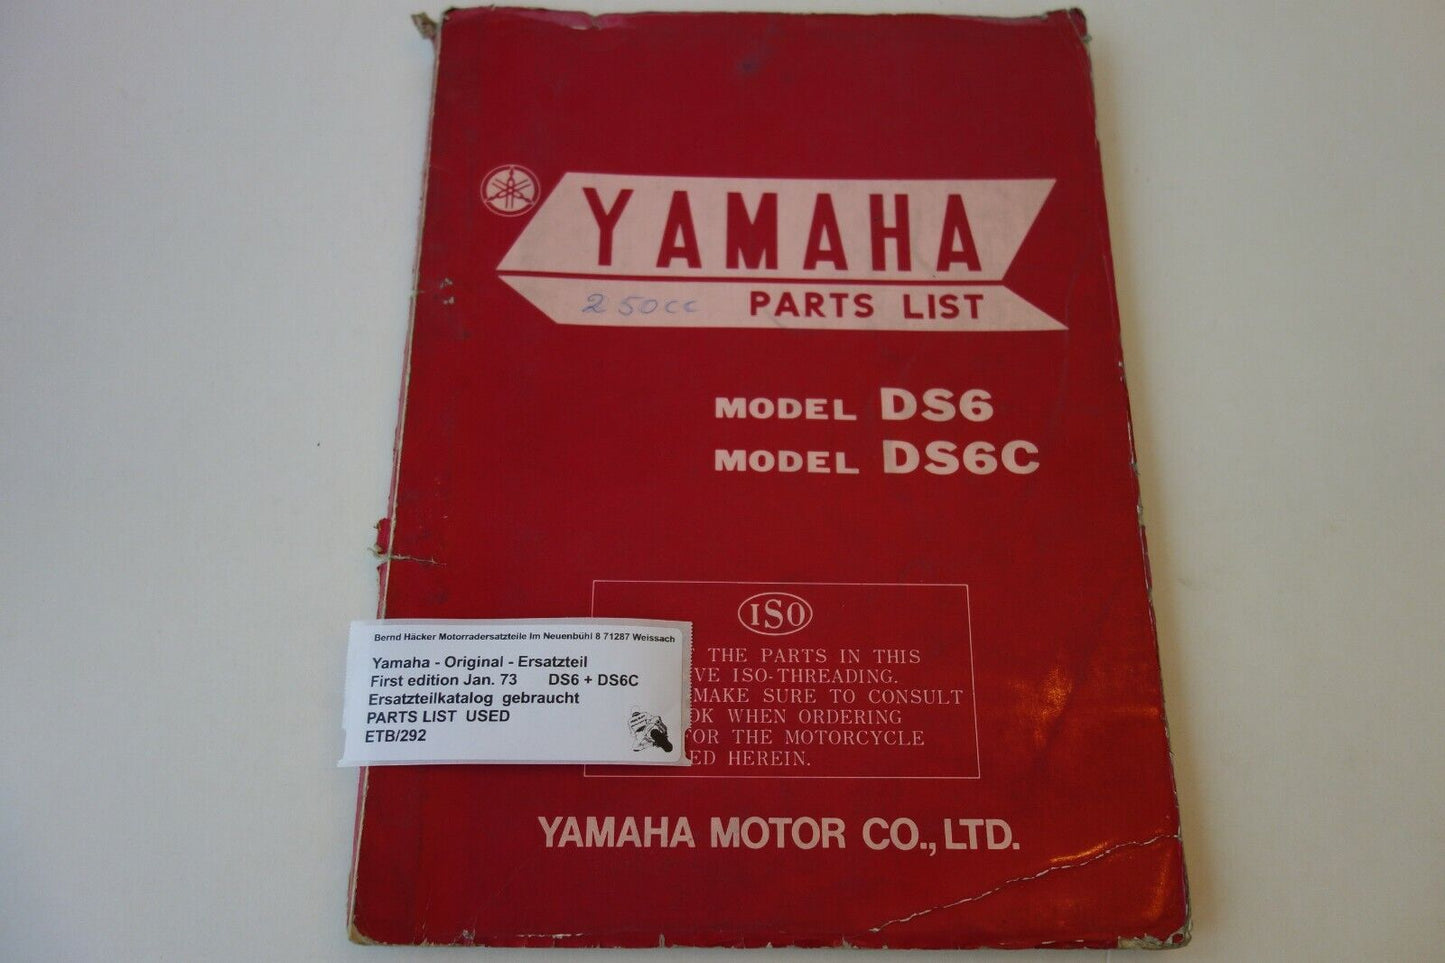 YAMAHA
250cc PARTS LIST
MODEL DS6
MODEL DS6C
ISO
THE PARTS IN THIS
VE ISO-THREADING.
MAKE SURE TO CONSULT
OK WHEN ORDERING
FOR THE MOTORCYCLE
ED HEREIN.
YAMAHA MOTOR CO., LTD.
Bernd Häcker Motorradersatzteile Im Neuenbühl 8 71287 Weissach
Yamaha - Original - Ersatzteil
First edition Jan. 73 DS6 + DS6C
Ersatzteilkatalog gebraucht
PARTS LIST USED
ETB/292